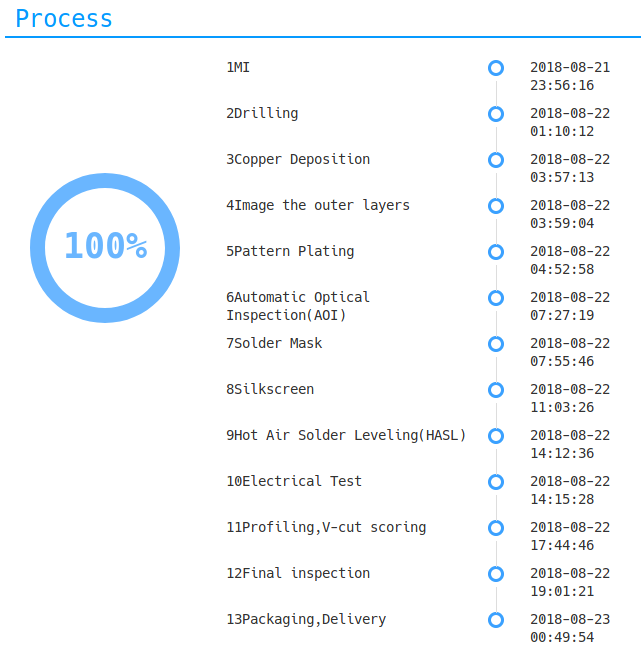 Process
100%
1MI
2018-08-21
23:56:16
2Drilling
2018-08-22
01:10:12
3Copper Deposition
2018-08-22
03:57:13
4Image the outer layers
2018-08-22
03:59:04
5Pattern Plating
2018-08-22
04:52:58
6Automatic Optical
Inspection(AOI)
2018-08-22
07:27:19
7Solder Mask
2018-08-22
07:55:46
8Silkscreen
2018-08-22
11:03:26
9Hot Air Solder Leveling(HASL)
2018-08-22
14:12:36
10Electrical Test
2018-08-22
14:15:28
11Profiling,V-cut scoring
2018-08-22
17:44:46
12Final inspection
2018-08-22
19:01:21
13Packaging,Delivery
2018-08-23
00:49:54